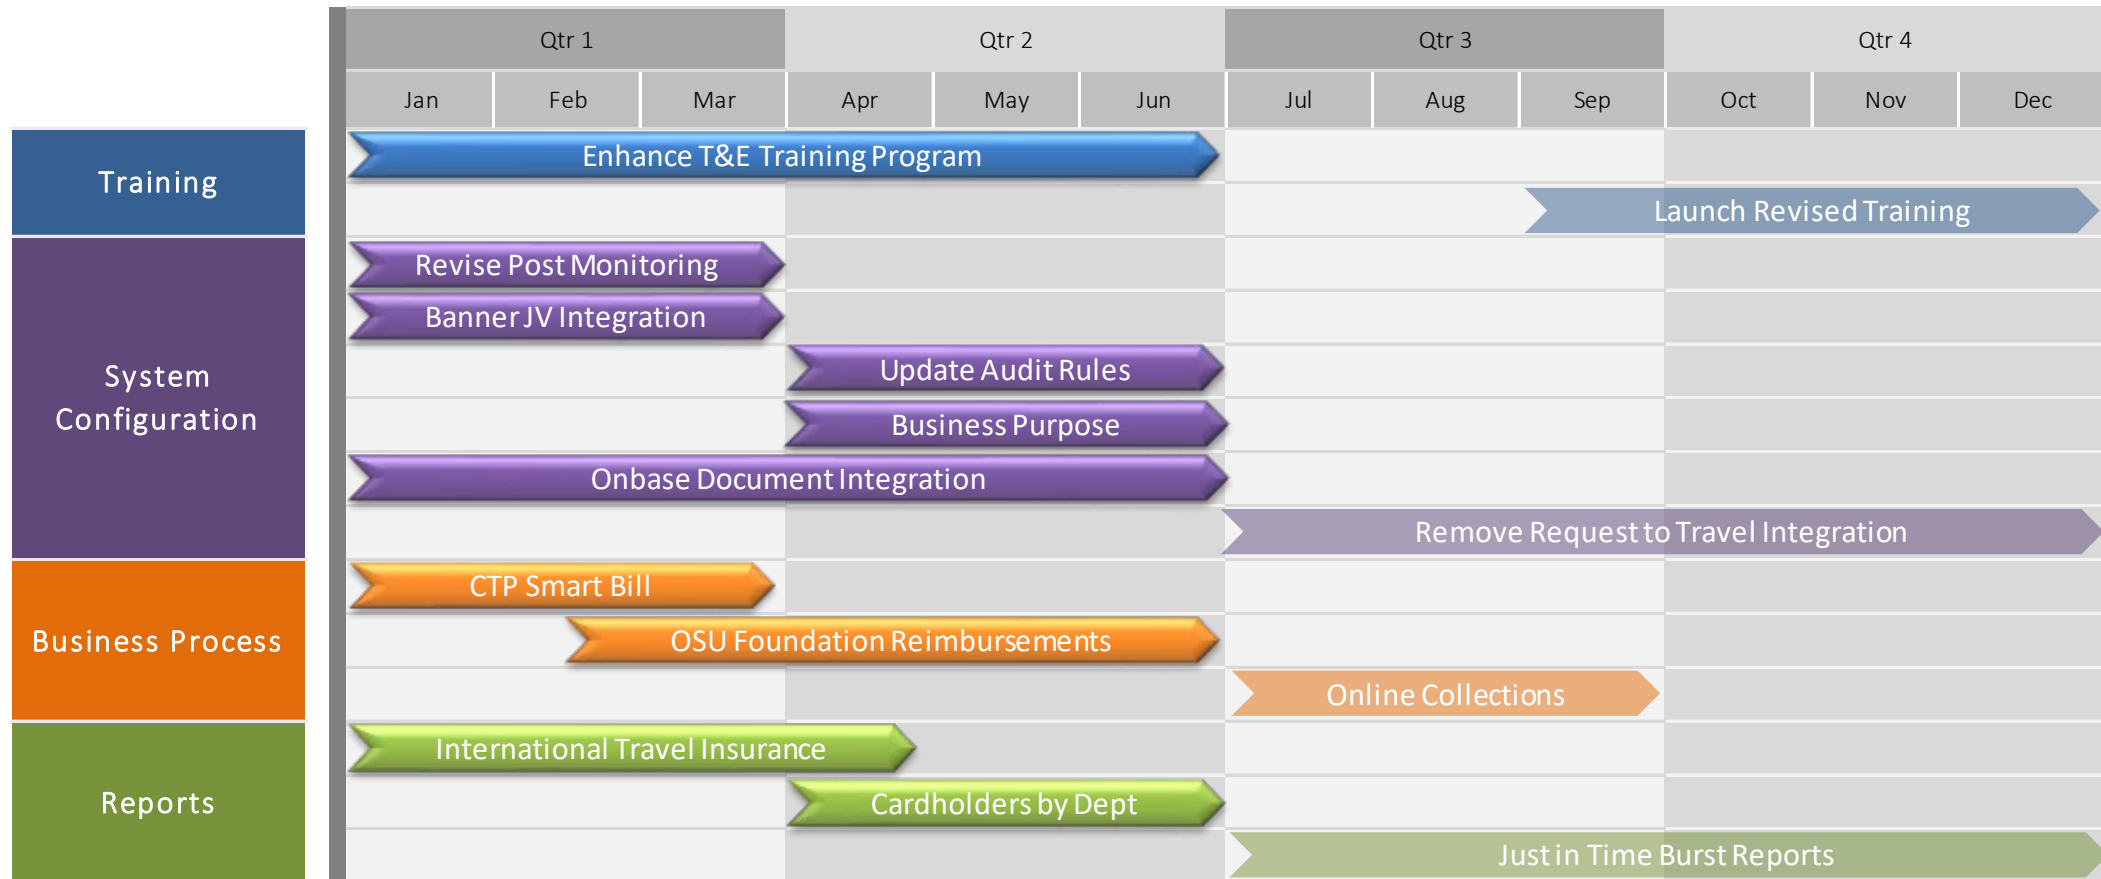 Qtr 1 Qtr 2 Qtr 3 Qtr 4
Jan Feb Mar Apr May Jun Jul Aug Sep Oct Nov Dec
Training
Enhance T&E Training Program
Launch Revised Training
System
Configuration
Revise Post Monitoring
Banner JV Integration
Update Audit Rules
Business Purpose
Onbase Document Integration
Remove Request to Travel Integration
Business Process
CTP Smart Bill
OSU Foundation Reimbursements
Online Collections
Reports
International Travel Insurance
Cardholders by Dept
Just in Time Burst Reports